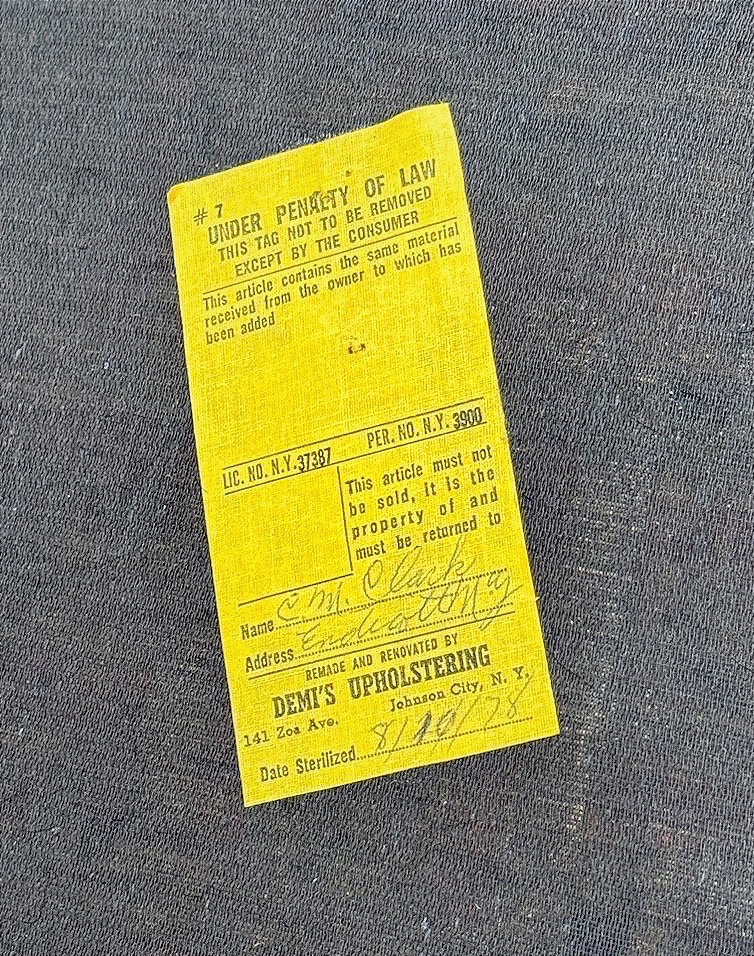 # 7
UNDER PENALTY OF LAW
THIS TAG NOT TO BE REMOVED
EXCEPT BY THE CONSUMER
This article contains the same material
received from the owner to which has
been added
LIC. NO. N.Y. 37387 PER. NO. N.Y. 3900
This article must not
be sold, it is the
property of and
must be returned to
Name C M. Clark
Address Endicott N.Y
REMADE AND RENOVATED BY
DEMI'S UPHOLSTERING
141 Zoa Ave. Johnson City, N. Y.
Date Sterilized 8/10/78